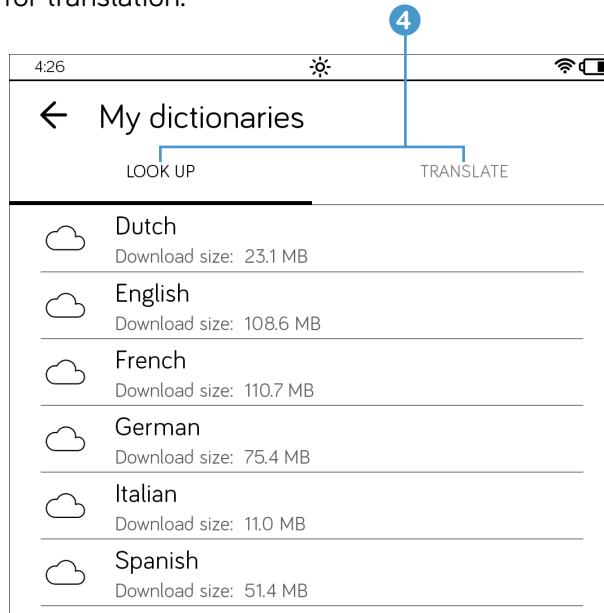 for translation.
4
4:26
My dictionaries
LOOK UP TRANSLATE
Dutch
Download size: 23.1 MB
English
Download size: 108.6 MB
French
Download size: 110.7 MB
German
Download size: 75.4 MB
Italian
Download size: 11.0 MB
Spanish
Download size: 51.4 MB